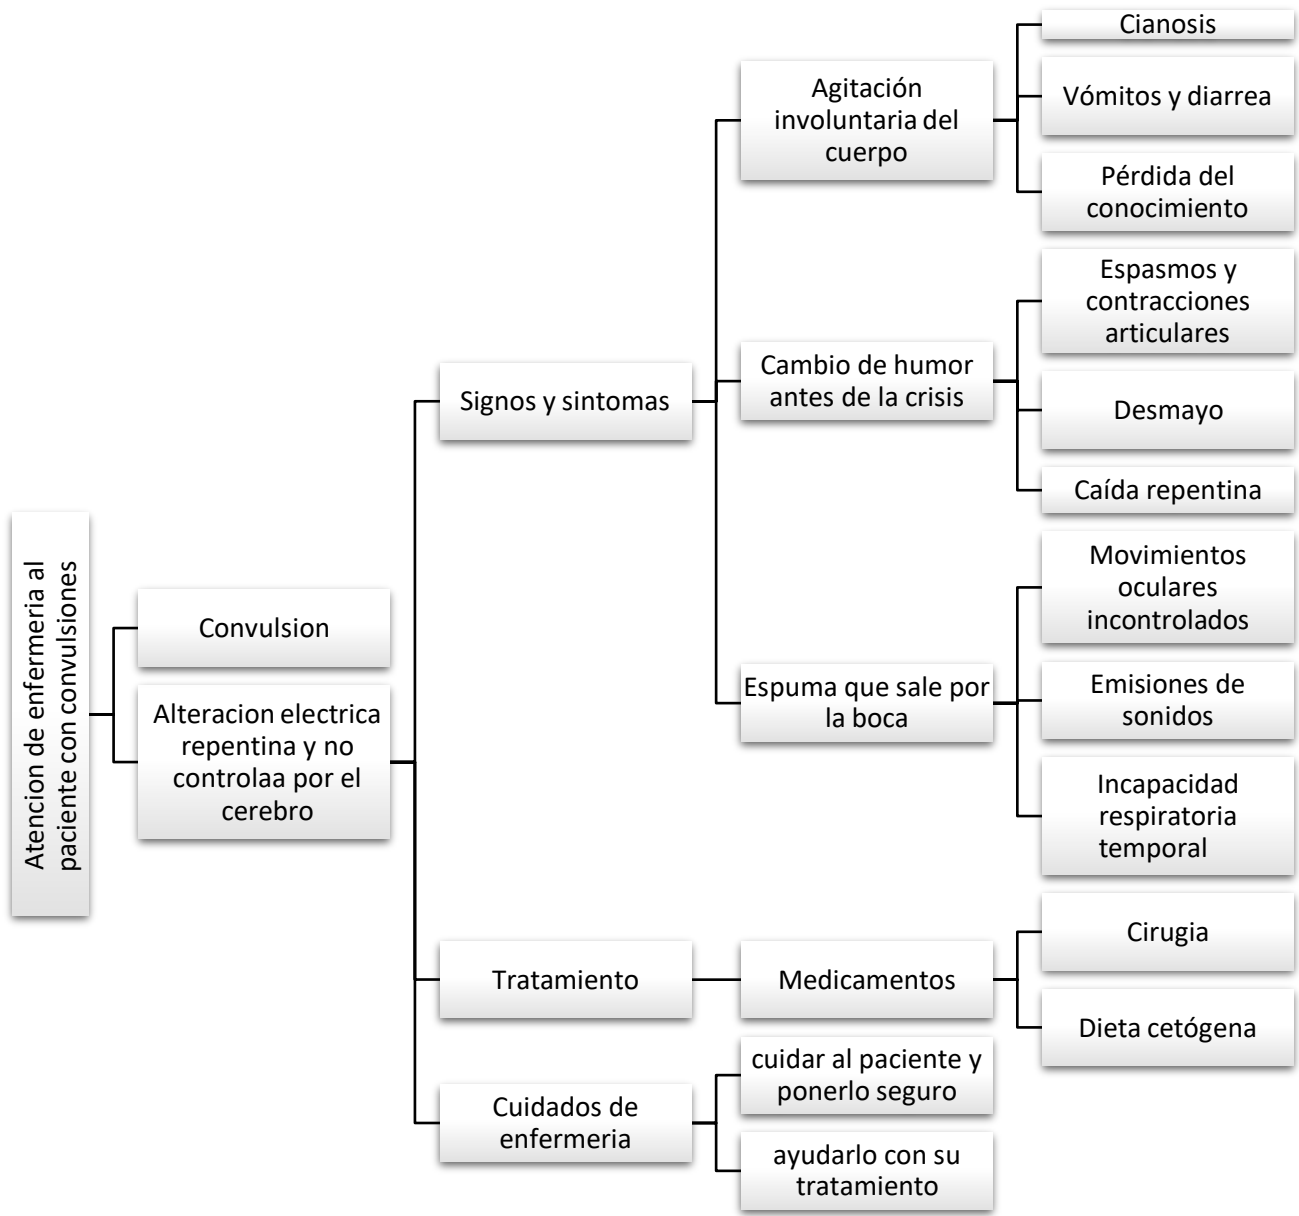 Atencion de enfermeria al
paciente con convulsiones
Convulsion
Alteracion electrica
repentina y no
controlaa por el
cerebro
Signos y sintomas
Agitación
involuntaria del
cuerpo
Cianosis
Vómitos y diarrea
Pérdida del
conocimiento
Cambio de humor
antes de la crisis
Espasmos y
contracciones
articulares
Desmayo
Caída repentina
Espuma que sale por
la boca
Movimientos
oculares
incontrolados
Emisiones de
sonidos
Incapacidad
respiratoria
temporal
Tratamiento
Medicamentos
Cirugia
Dieta cetógena
Cuidados de
enfermeria
cuidar al paciente y
ponerlo seguro
ayudarlo con su
tratamiento